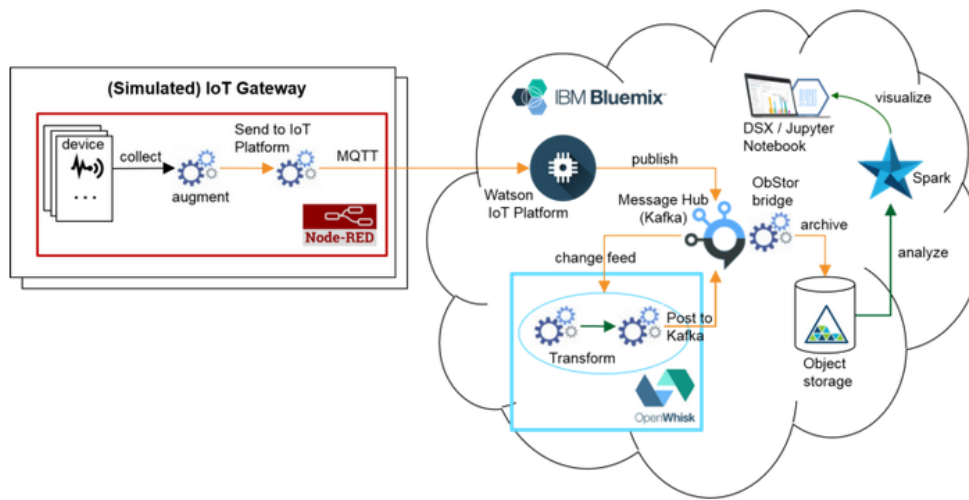 (Simulated) IoT Gateway
device
...
collect
augment
Send to IoT
Platform
MQTT
Node-RED
IBM Bluemix™
Watson
IoT Platform
publish
Message Hub
(Kafka)
ObStor
bridge
archive
change feed
Transform
Post to
Kafka
OpenWhisk
Object
storage
analyze
Spark
visualize
DSX / Jupyter
Notebook